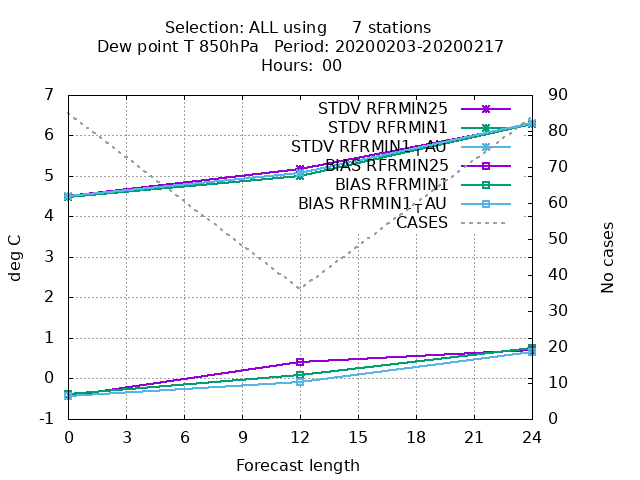 Selection: ALL using     7 stations
Dew point T 850hPa   Period: 20200203-20200217
Hours: 00
7
6
5
4
3
2
1
0
-1
90
80
70
60
50
40
30
20
10
0
deg C
No cases
STDV RFRMIN25
STDV RFRMIN1
STDV RFRMIN1_AU
BIAS RFRMIN25
BIAS RFRMIN1
BIAS RFRMIN1_AU
CASES
0 3 6 9 12 15 18 21 24
Forecast length